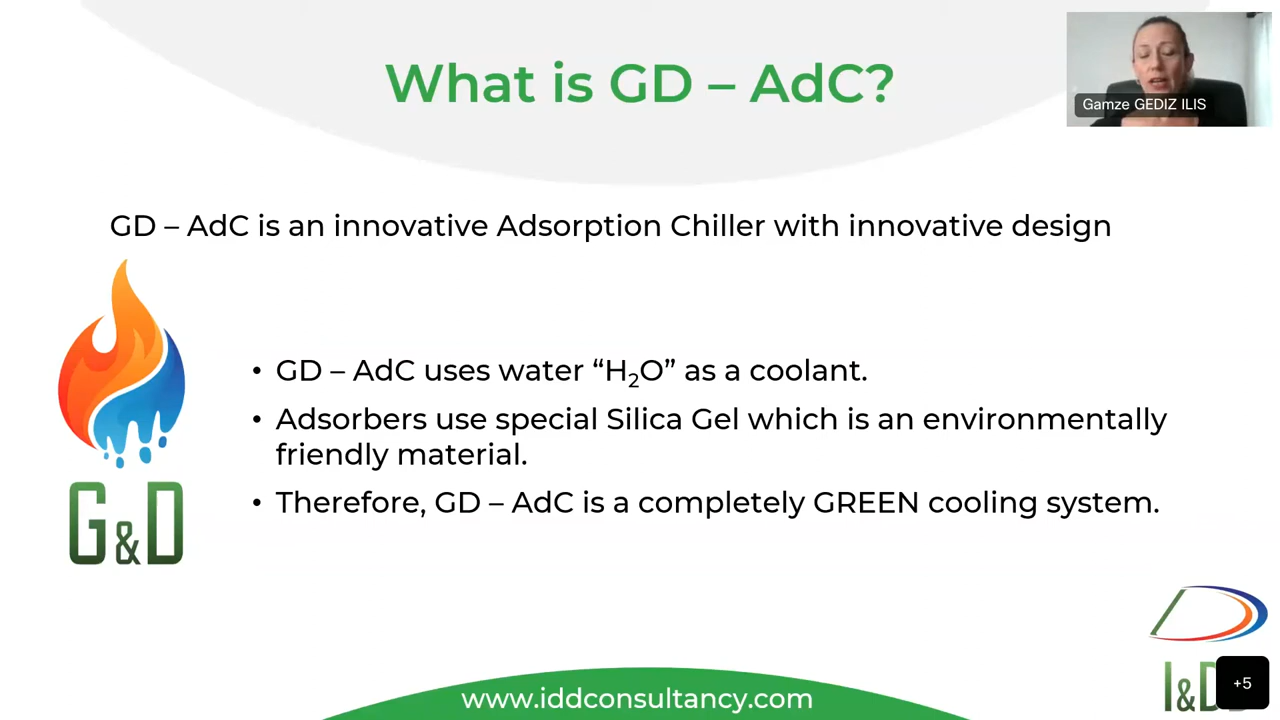 What is GD – AdC?
Gamze GEDIZ ILIS
GD – AdC is an innovative Adsorption Chiller with innovative design
• GD – AdC uses water “H₂O” as a coolant.
• Adsorbers use special Silica Gel which is an environmentally
friendly material.
• Therefore, GD – AdC is a completely GREEN cooling system.
G&D
I&D
+5
www.iddconsultancy.com